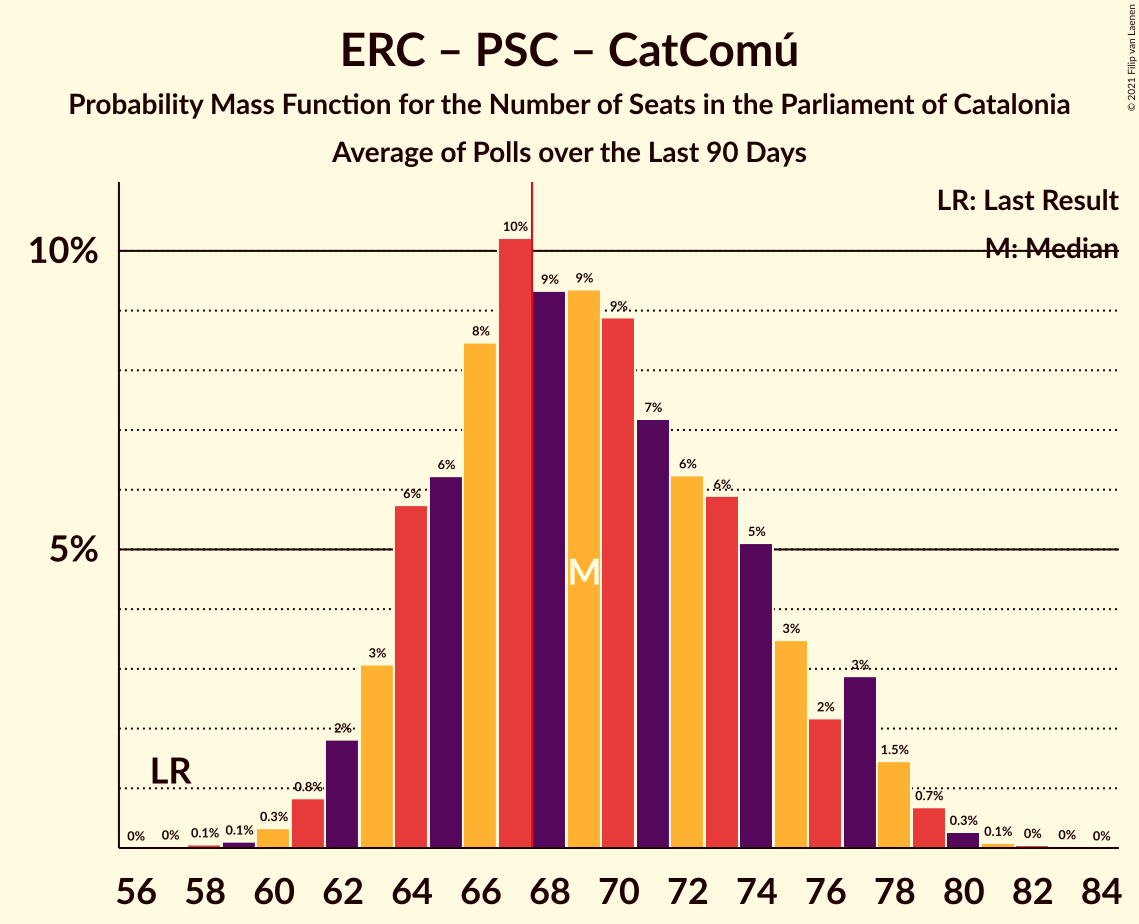 ERC – PSC – CatComú
Probability Mass Function for the Number of Seats in the Parliament of Catalonia
Average of Polls over the Last 90 Days
© 2021 Filip van Laenen
LR: Last Result
M: Median
10%
5%
0% 0% 0.1% 0.1% 0.3% 0.8% 2% 3% 6% 6% 8% 10% 9% 9% 9% 7% 6% 6% 5% 3% 2% 3% 1.5% 0.7% 0.3% 0.1% 0% 0% 0%
LR
M
56 58 60 62 64 66 68 70 72 74 76 78 80 82 84